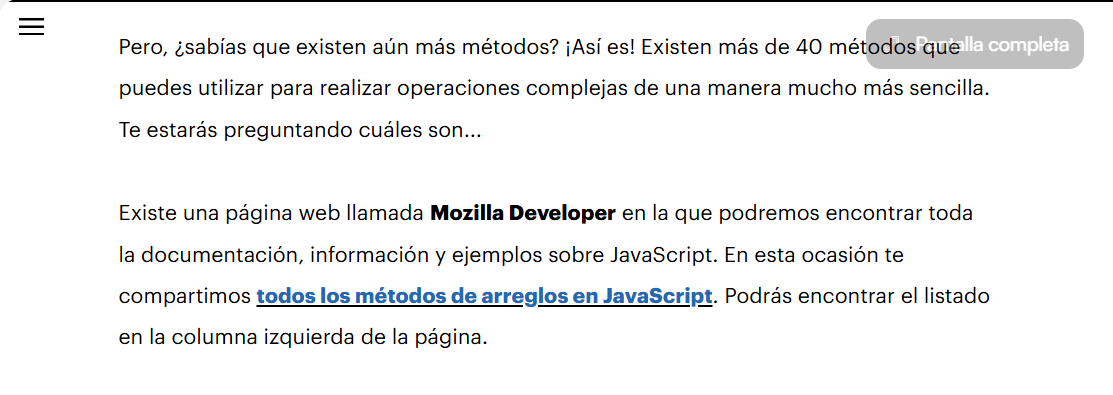 Pero, ¿sabías que existen aún más métodos? ¡Así es! Existen más de 40 métodos que
Pantalla completa
puedes utilizar para realizar operaciones complejas de una manera mucho más sencilla.
Te estarás preguntando cuáles son...
Existe una página web llamada Mozilla Developer en la que podremos encontrar toda
la documentación, información y ejemplos sobre JavaScript. En esta ocasión te
compartimos todos los métodos de arreglos en JavaScript. Podrás encontrar el listado
en la columna izquierda de la página.